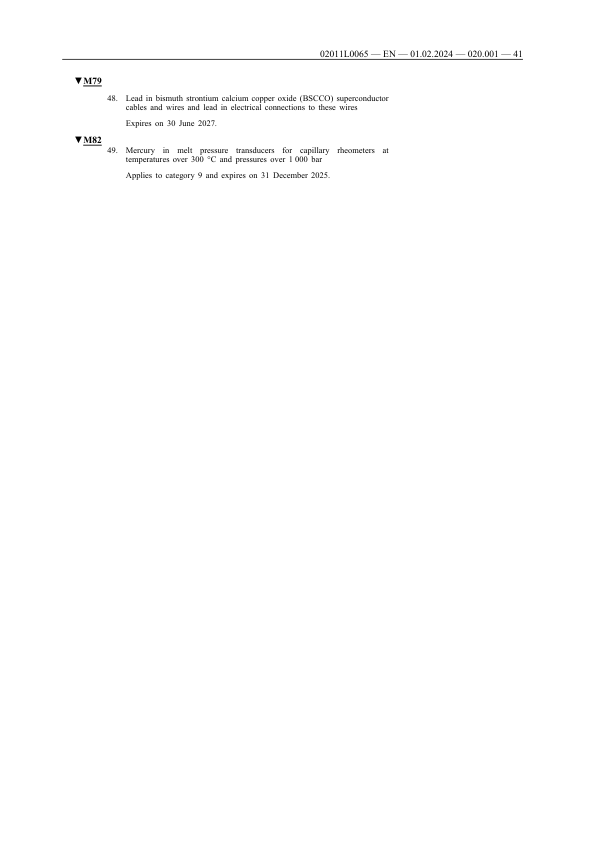 02011L0065 — EN — 01.02.2024 — 020.001 — 41
▼M79
48. Lead in bismuth strontium calcium copper oxide (BSCCO) superconductor
cables and wires and lead in electrical connections to these wires
Expires on 30 June 2027.
▼M82
49. Mercury in melt pressure transducers for capillary rheometers at
temperatures over 300 °C and pressures over 1 000 bar
Applies to category 9 and expires on 31 December 2025.